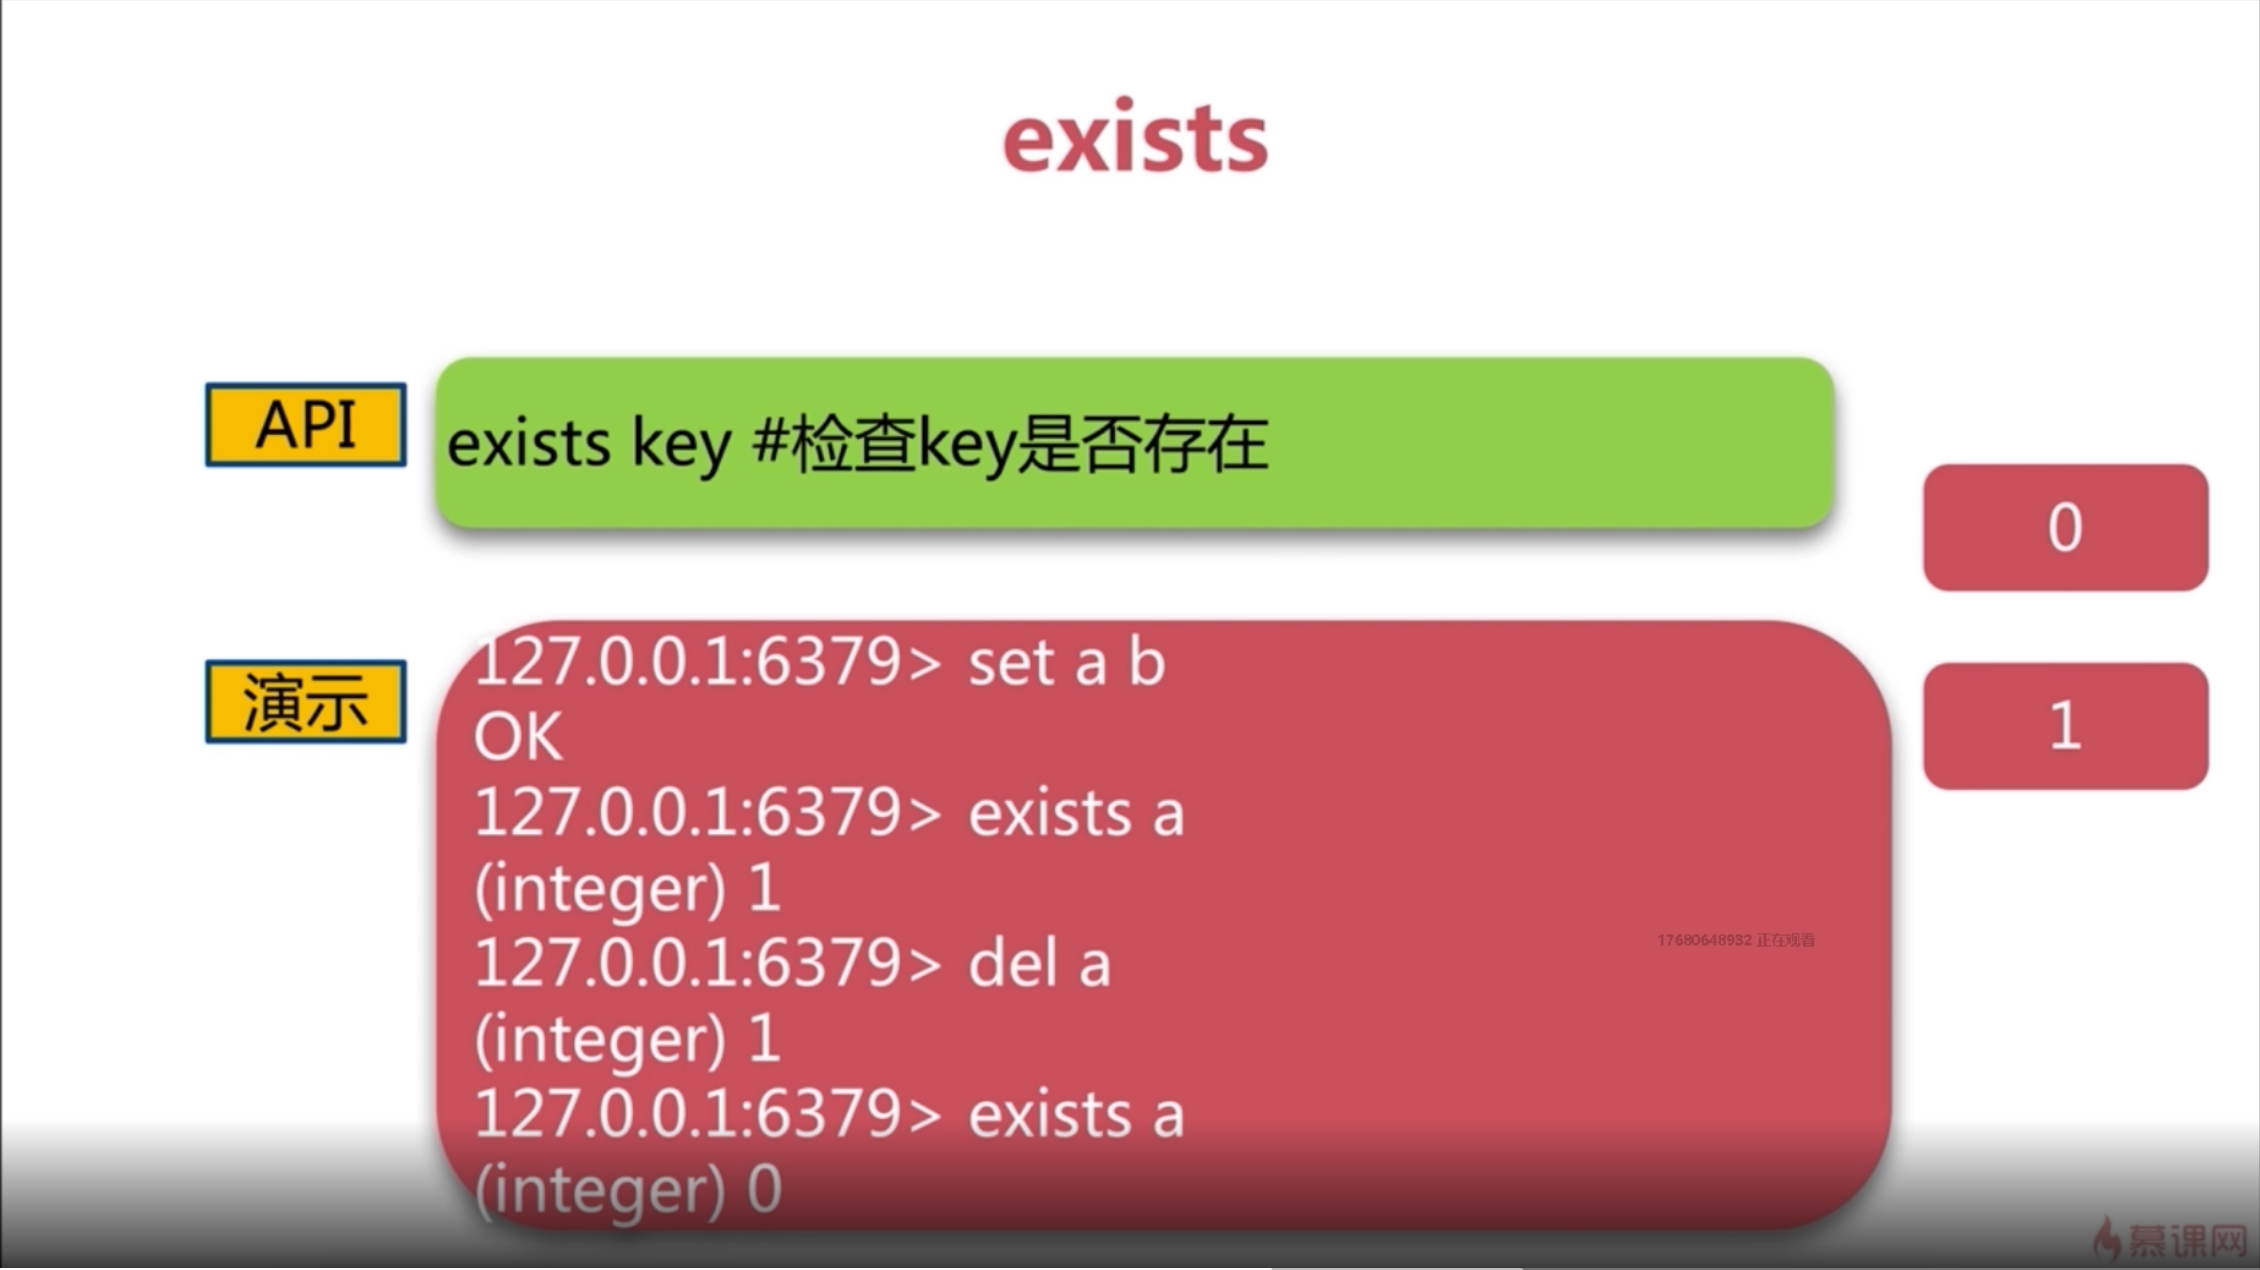 exists
API
exists key #检查key是否存在
0
演示
127.0.0.1:6379> set a b
OK
127.0.0.1:6379> exists a
(integer) 1
127.0.0.1:6379> del a
(integer) 1
127.0.0.1:6379> exists a
(integer) 0
1
17680648932 正在观看
慕课网